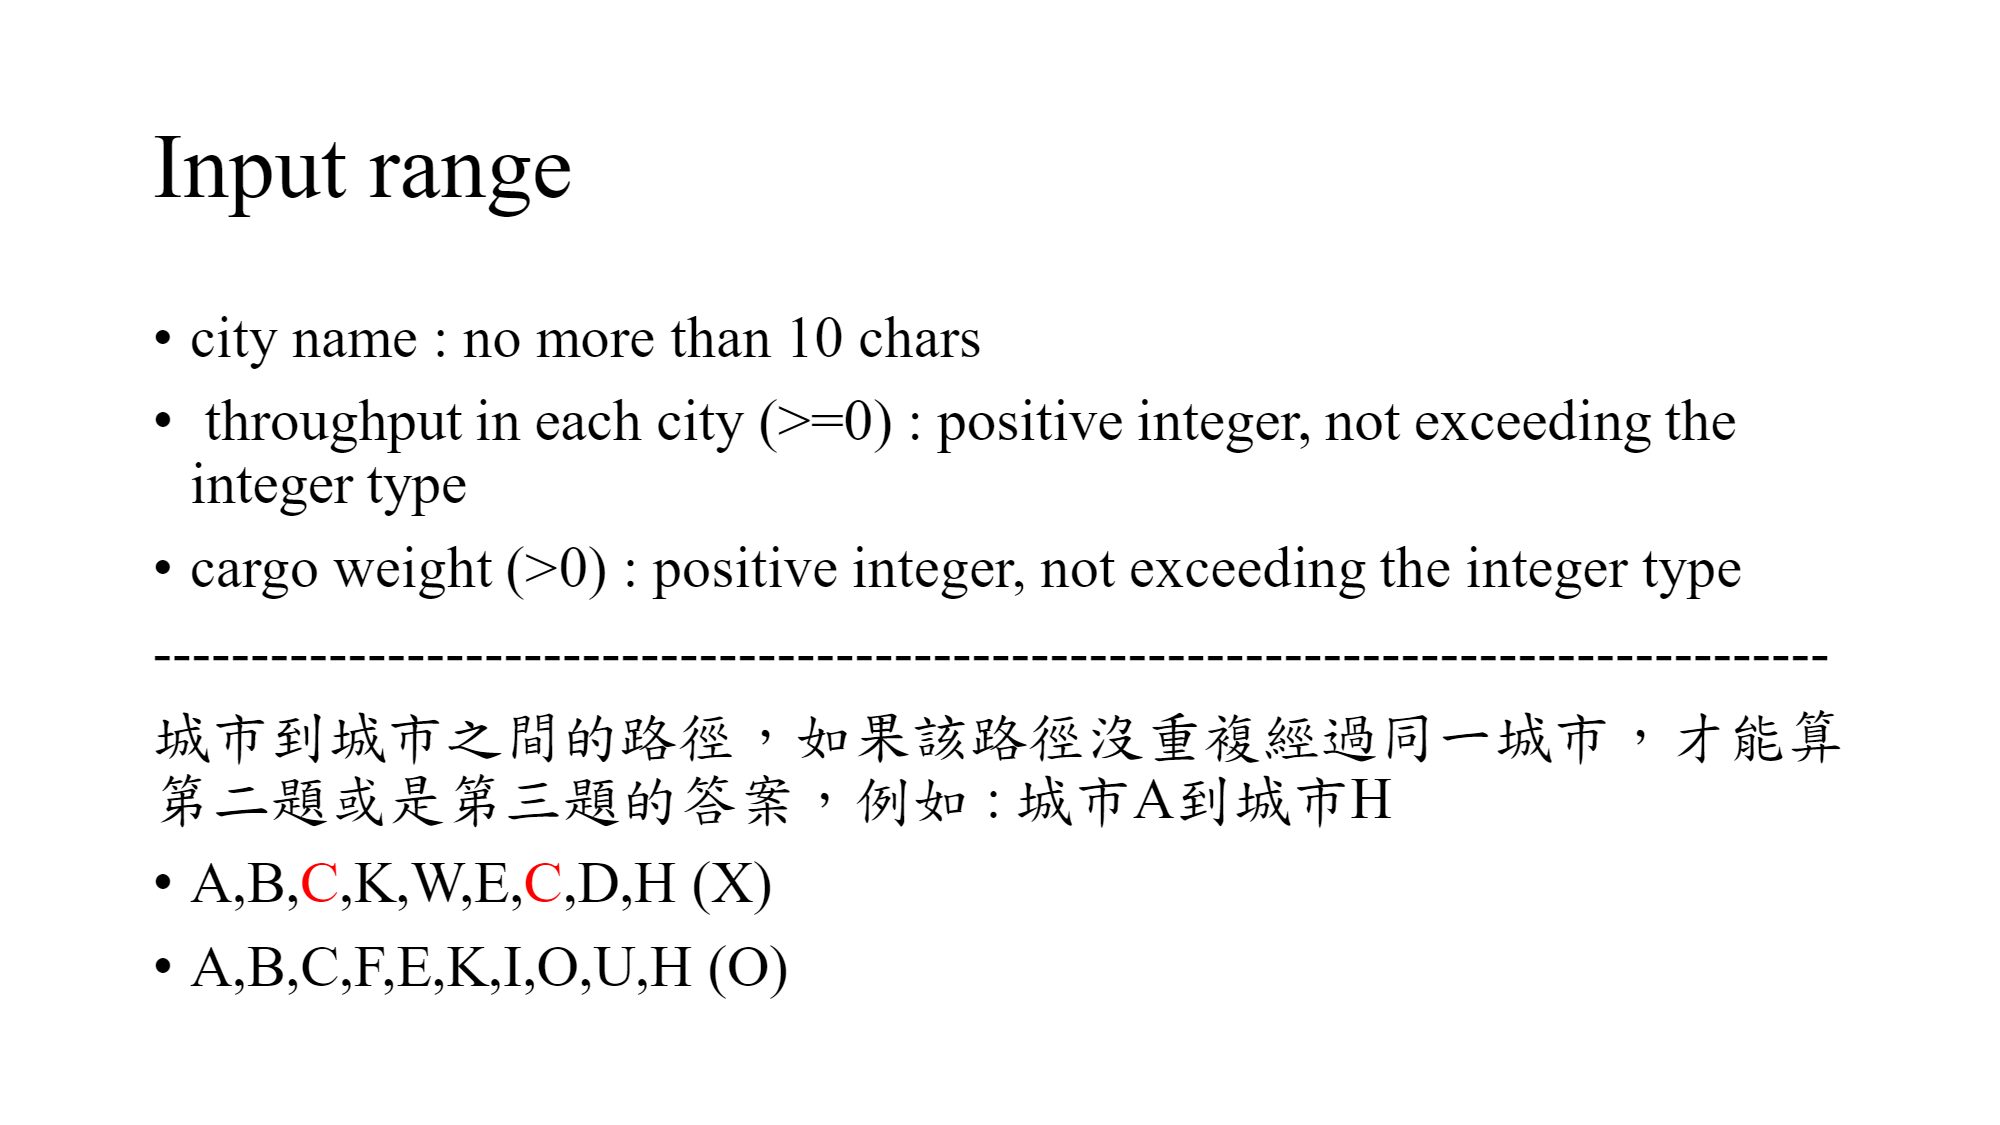 Input range
• city name : no more than 10 chars
• throughput in each city (>=0) : positive integer, not exceeding the
integer type
• cargo weight (>0) : positive integer, not exceeding the integer type
--------------------------------------------------------------------------------------
城市到城市之間的路徑，如果該路徑沒重複經過同一城市，才能算
第二題或是第三題的答案，例如 : 城市A到城市H
• A,B,C,K,W,E,C,D,H (X)
• A,B,C,F,E,K,I,O,U,H (O)